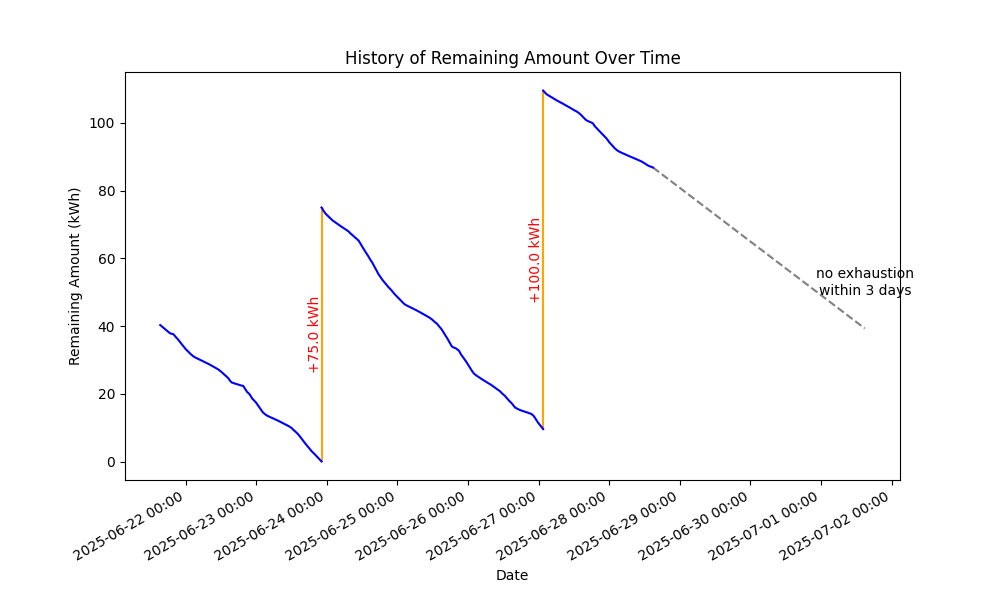 History of Remaining Amount Over Time
Remaining Amount (kWh)
100
80
60
40
20
0
+75.0 kWh
+100.0 kWh
no exhaustion
within 3 days
2025-06-22 00:00
2025-06-23 00:00
2025-06-24 00:00
2025-06-25 00:00
2025-06-26 00:00
2025-06-27 00:00
2025-06-28 00:00
2025-06-29 00:00
2025-06-30 00:00
2025-07-01 00:00
2025-07-02 00:00
Date